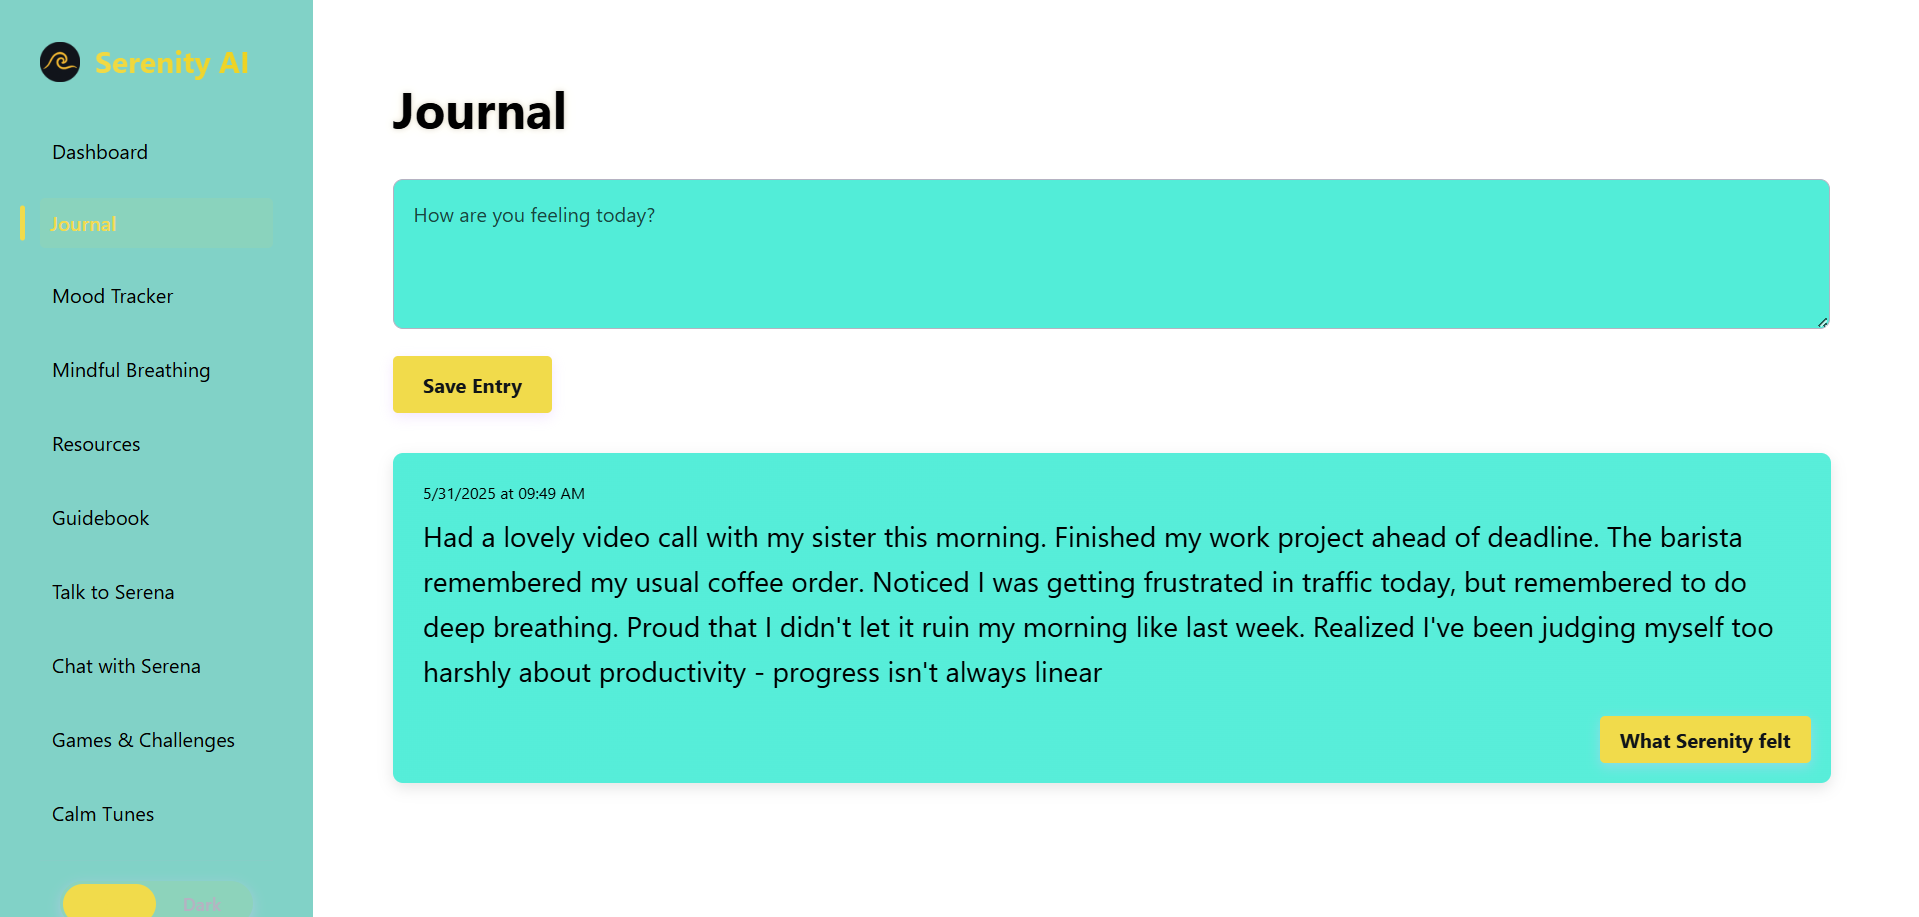 Serenity AI
Dashboard
Journal
Mood Tracker
Mindful Breathing
Resources
Guidebook
Talk to Serena
Chat with Serena
Games & Challenges
Calm Tunes
Dark
Journal
How are you feeling today?
Save Entry
5/31/2025 at 09:49 AM
Had a lovely video call with my sister this morning. Finished my work project ahead of deadline. The barista
remembered my usual coffee order. Noticed I was getting frustrated in traffic today, but remembered to do
deep breathing. Proud that I didn't let it ruin my morning like last week. Realized I've been judging myself too
harshly about productivity - progress isn't always linear
What Serenity felt